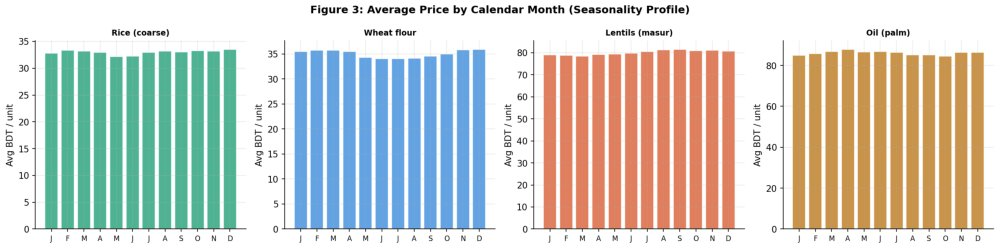 Figure 3: Average Price by Calendar Month (Seasonality Profile)
Rice (coarse)
Avg BDT / unit
35
30
25
20
15
10
5
0
J F M A M J J A S O N D
Wheat flour
Avg BDT / unit
35
30
25
20
15
10
5
0
J F M A M J J A S O N D
Lentils (masur)
Avg BDT / unit
80
70
60
50
40
30
20
10
0
J F M A M J J A S O N D
Oil (palm)
Avg BDT / unit
80
60
40
20
0
J F M A M J J A S O N D